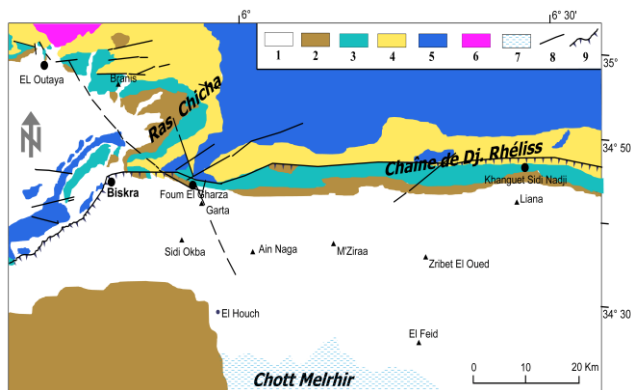 6°
6° 30'
1 2 3 4 5 6 7 8 9
35°
EL Outaya
Branis
Ras Chicha
N
34° 50
Chaîne de Dj. Rhéliss
Khanguet Sidi Nadji
Biskra
Foum El Gharza
Garta
Liana
Sidi Okba
Ain Naga
M'Ziraa
Zribet El Oued
34° 30'
El Houch
El Feid
Chott Melrhir
0 10 20 Km